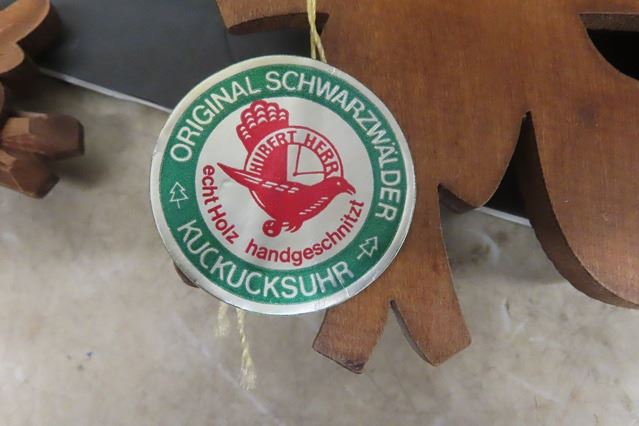 ORIGINAL SCHWARZWÄLDER
HUBERT HERR
echt Holz handgeschnitzt
KUCKUCKSUHR